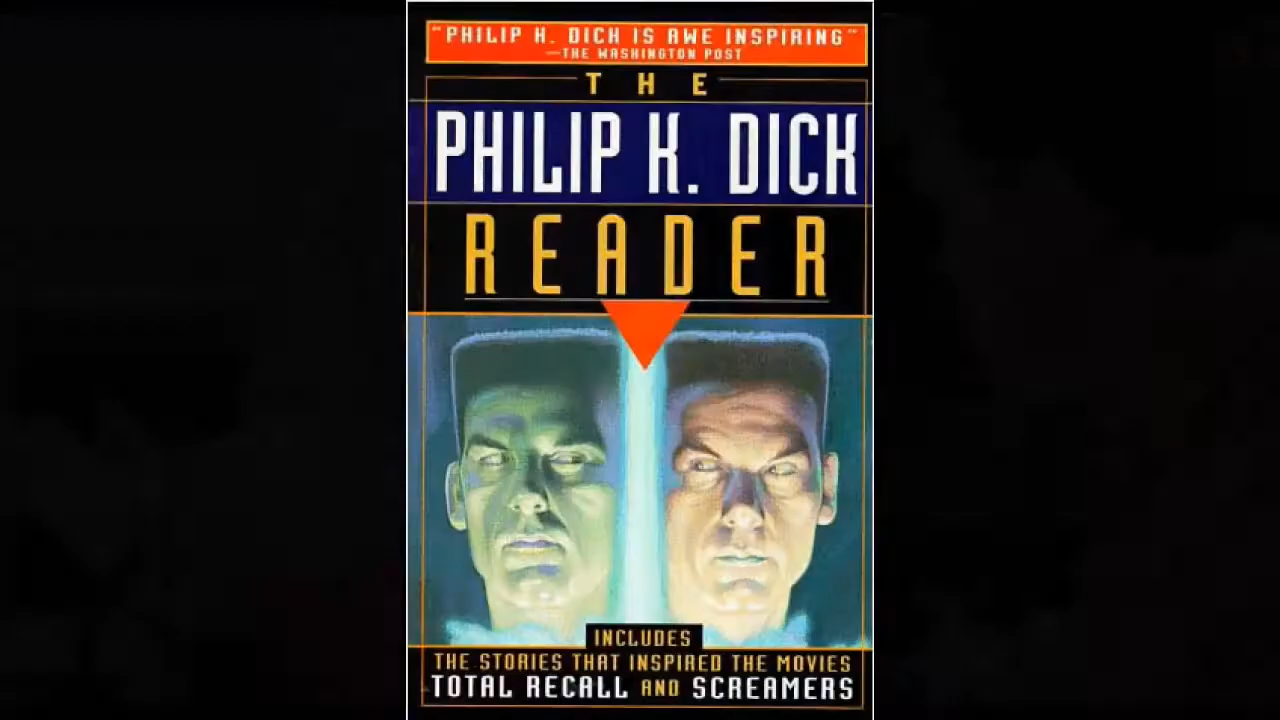 "PHILIP K. DICK IS AWE INSPIRING"
—THE WASHINGTON POST
THE
PHILIP K. DICK
READER
INCLUDES
THE STORIES THAT INSPIRED THE MOVIES
TOTAL RECALL AND SCREAMERS